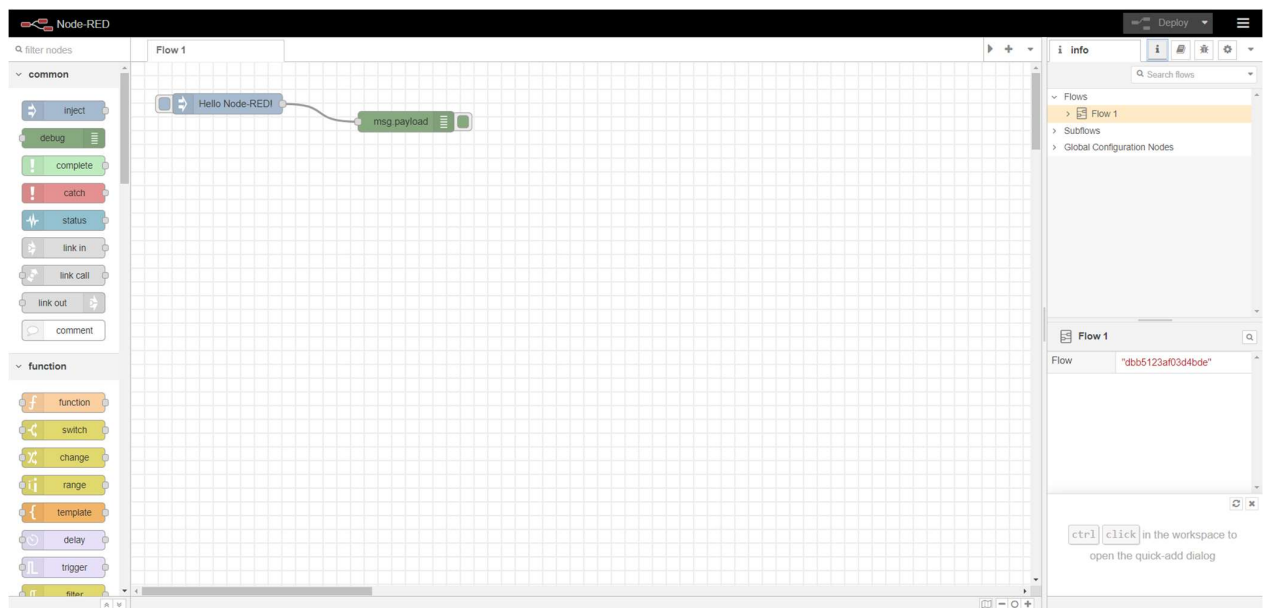 Node-RED
Deploy
filter nodes
Flow 1
info
i
common
Search flows
inject
Hello Node-RED!
msg.payload
debug
complete
catch
status
link in
link call
link out
comment
function
function
switch
change
range
template
delay
trigger
filter
Flows
Flow 1
Subflows
Global Configuration Nodes
Flow 1
Flow "dbb5123af03d4bde"
ctrl click in the workspace to
open the quick-add dialog